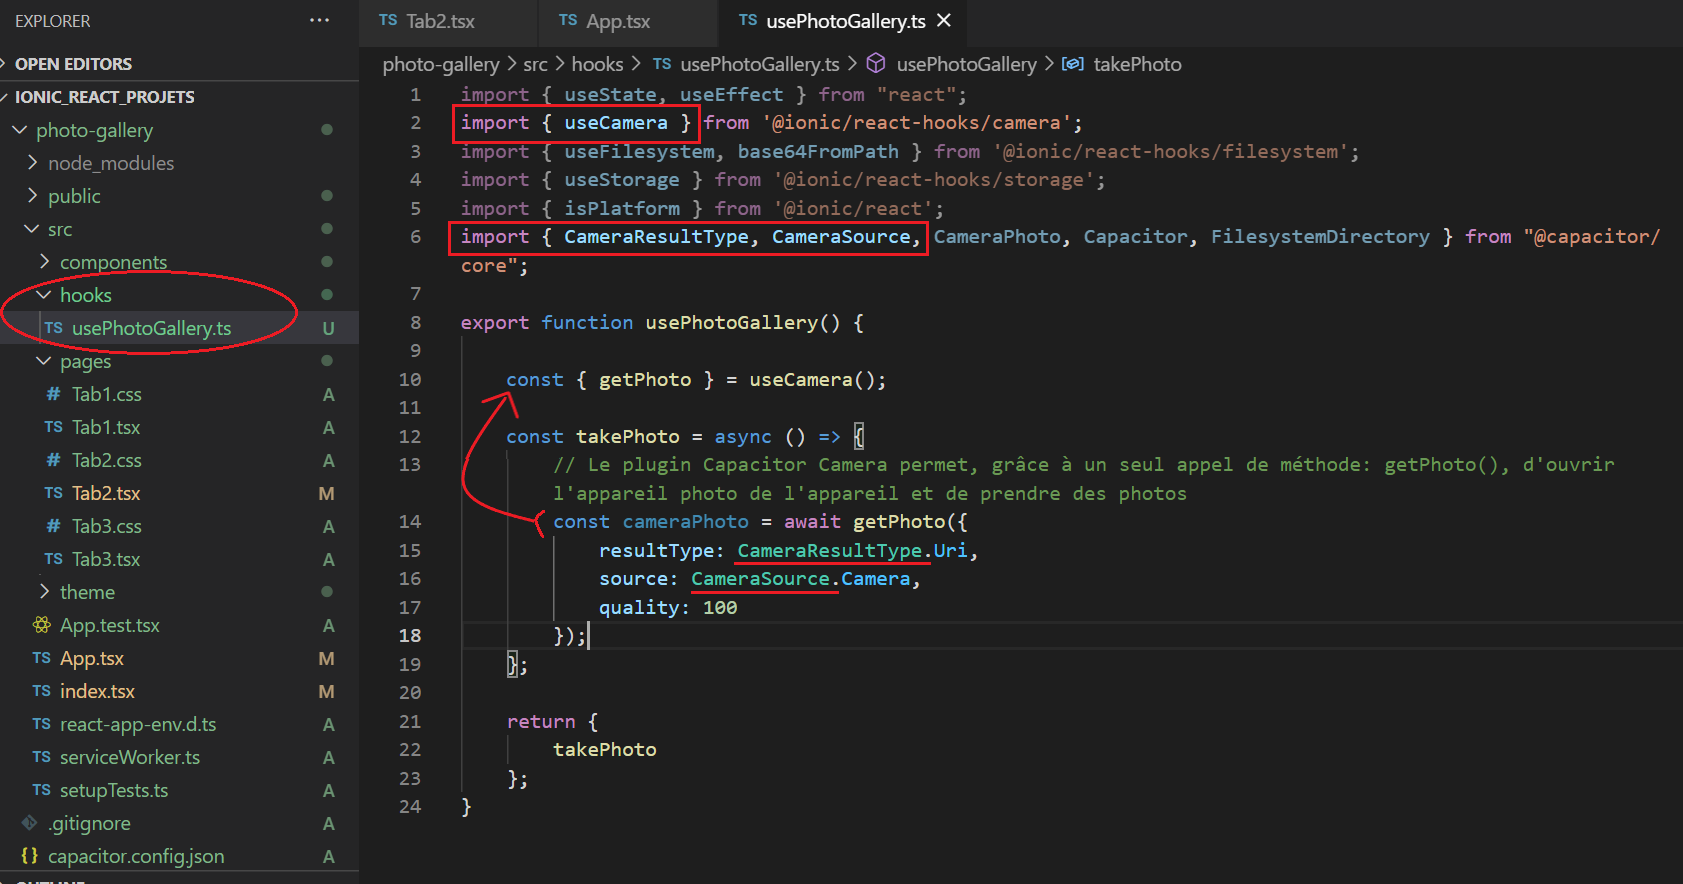 EXPLORER ...
OPEN EDITORS
IONIC_REACT_PROJETS
photo-gallery
node_modules
public
src
components
hooks
TS usePhotoGallery.ts U
pages
# Tab1.css A
TS Tab1.tsx A
# Tab2.css A
TS Tab2.tsx M
# Tab3.css A
TS Tab3.tsx A
theme
App.test.tsx A
TS App.tsx M
TS index.tsx M
TS react-app-env.d.ts A
TS serviceWorker.ts A
TS setupTests.ts A
.gitignore A
{} capacitor.config.json A
OUTLINE
TS Tab2.tsx TS App.tsx TS usePhotoGallery.ts
photo-gallery > src > hooks > TS usePhotoGallery.ts > usePhotoGallery > takePhoto
1 import { useState, useEffect } from "react";
2 import { useCamera } from '@ionic/react-hooks/camera';
3 import { useFilesystem, base64FromPath } from '@ionic/react-hooks/filesystem';
4 import { useStorage } from '@ionic/react-hooks/storage';
5 import { isPlatform } from '@ionic/react';
6 import { CameraResultType, CameraSource, CameraPhoto, Capacitor, FilesystemDirectory } from "@capacitor/
core";
7
8 export function usePhotoGallery() {
9
10 const { getPhoto } = useCamera();
11
12 const takePhoto = async () => {
13 // Le plugin Capacitor Camera permet, grâce à un seul appel de méthode: getPhoto(), d'ouvrir
l'appareil photo de l'appareil et de prendre des photos
14 const cameraPhoto = await getPhoto({
15 resultType: CameraResultType.Uri,
16 source: CameraSource.Camera,
17 quality: 100
18 });
19 };
20
21 return {
22 takePhoto
23 };
24 }